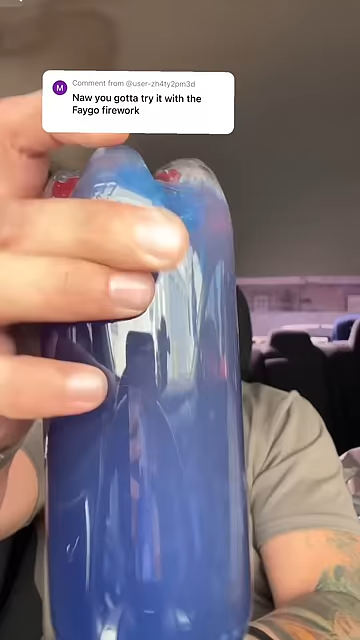 M
Comment from @user-zh4ty2pm3d
Naw you gotta try it with the
Faygo firework